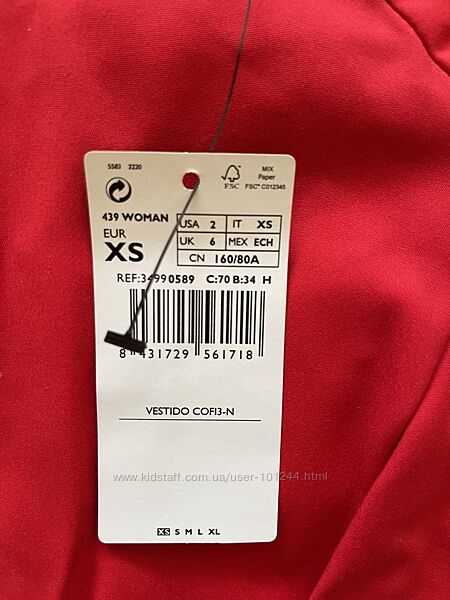 5583 3220
FSC
MIX
Paper
FSC® C012345
439 WOMAN
EUR
XS
USA 2 IT XS
UK 6 MEX ECH
CN 160/80A
REF:34990589 C:70 B:34 H
8 431729 561718
VESTIDO COFI3-N
www.kidstaff.com.ua/user-101244.html
XS S M L XL